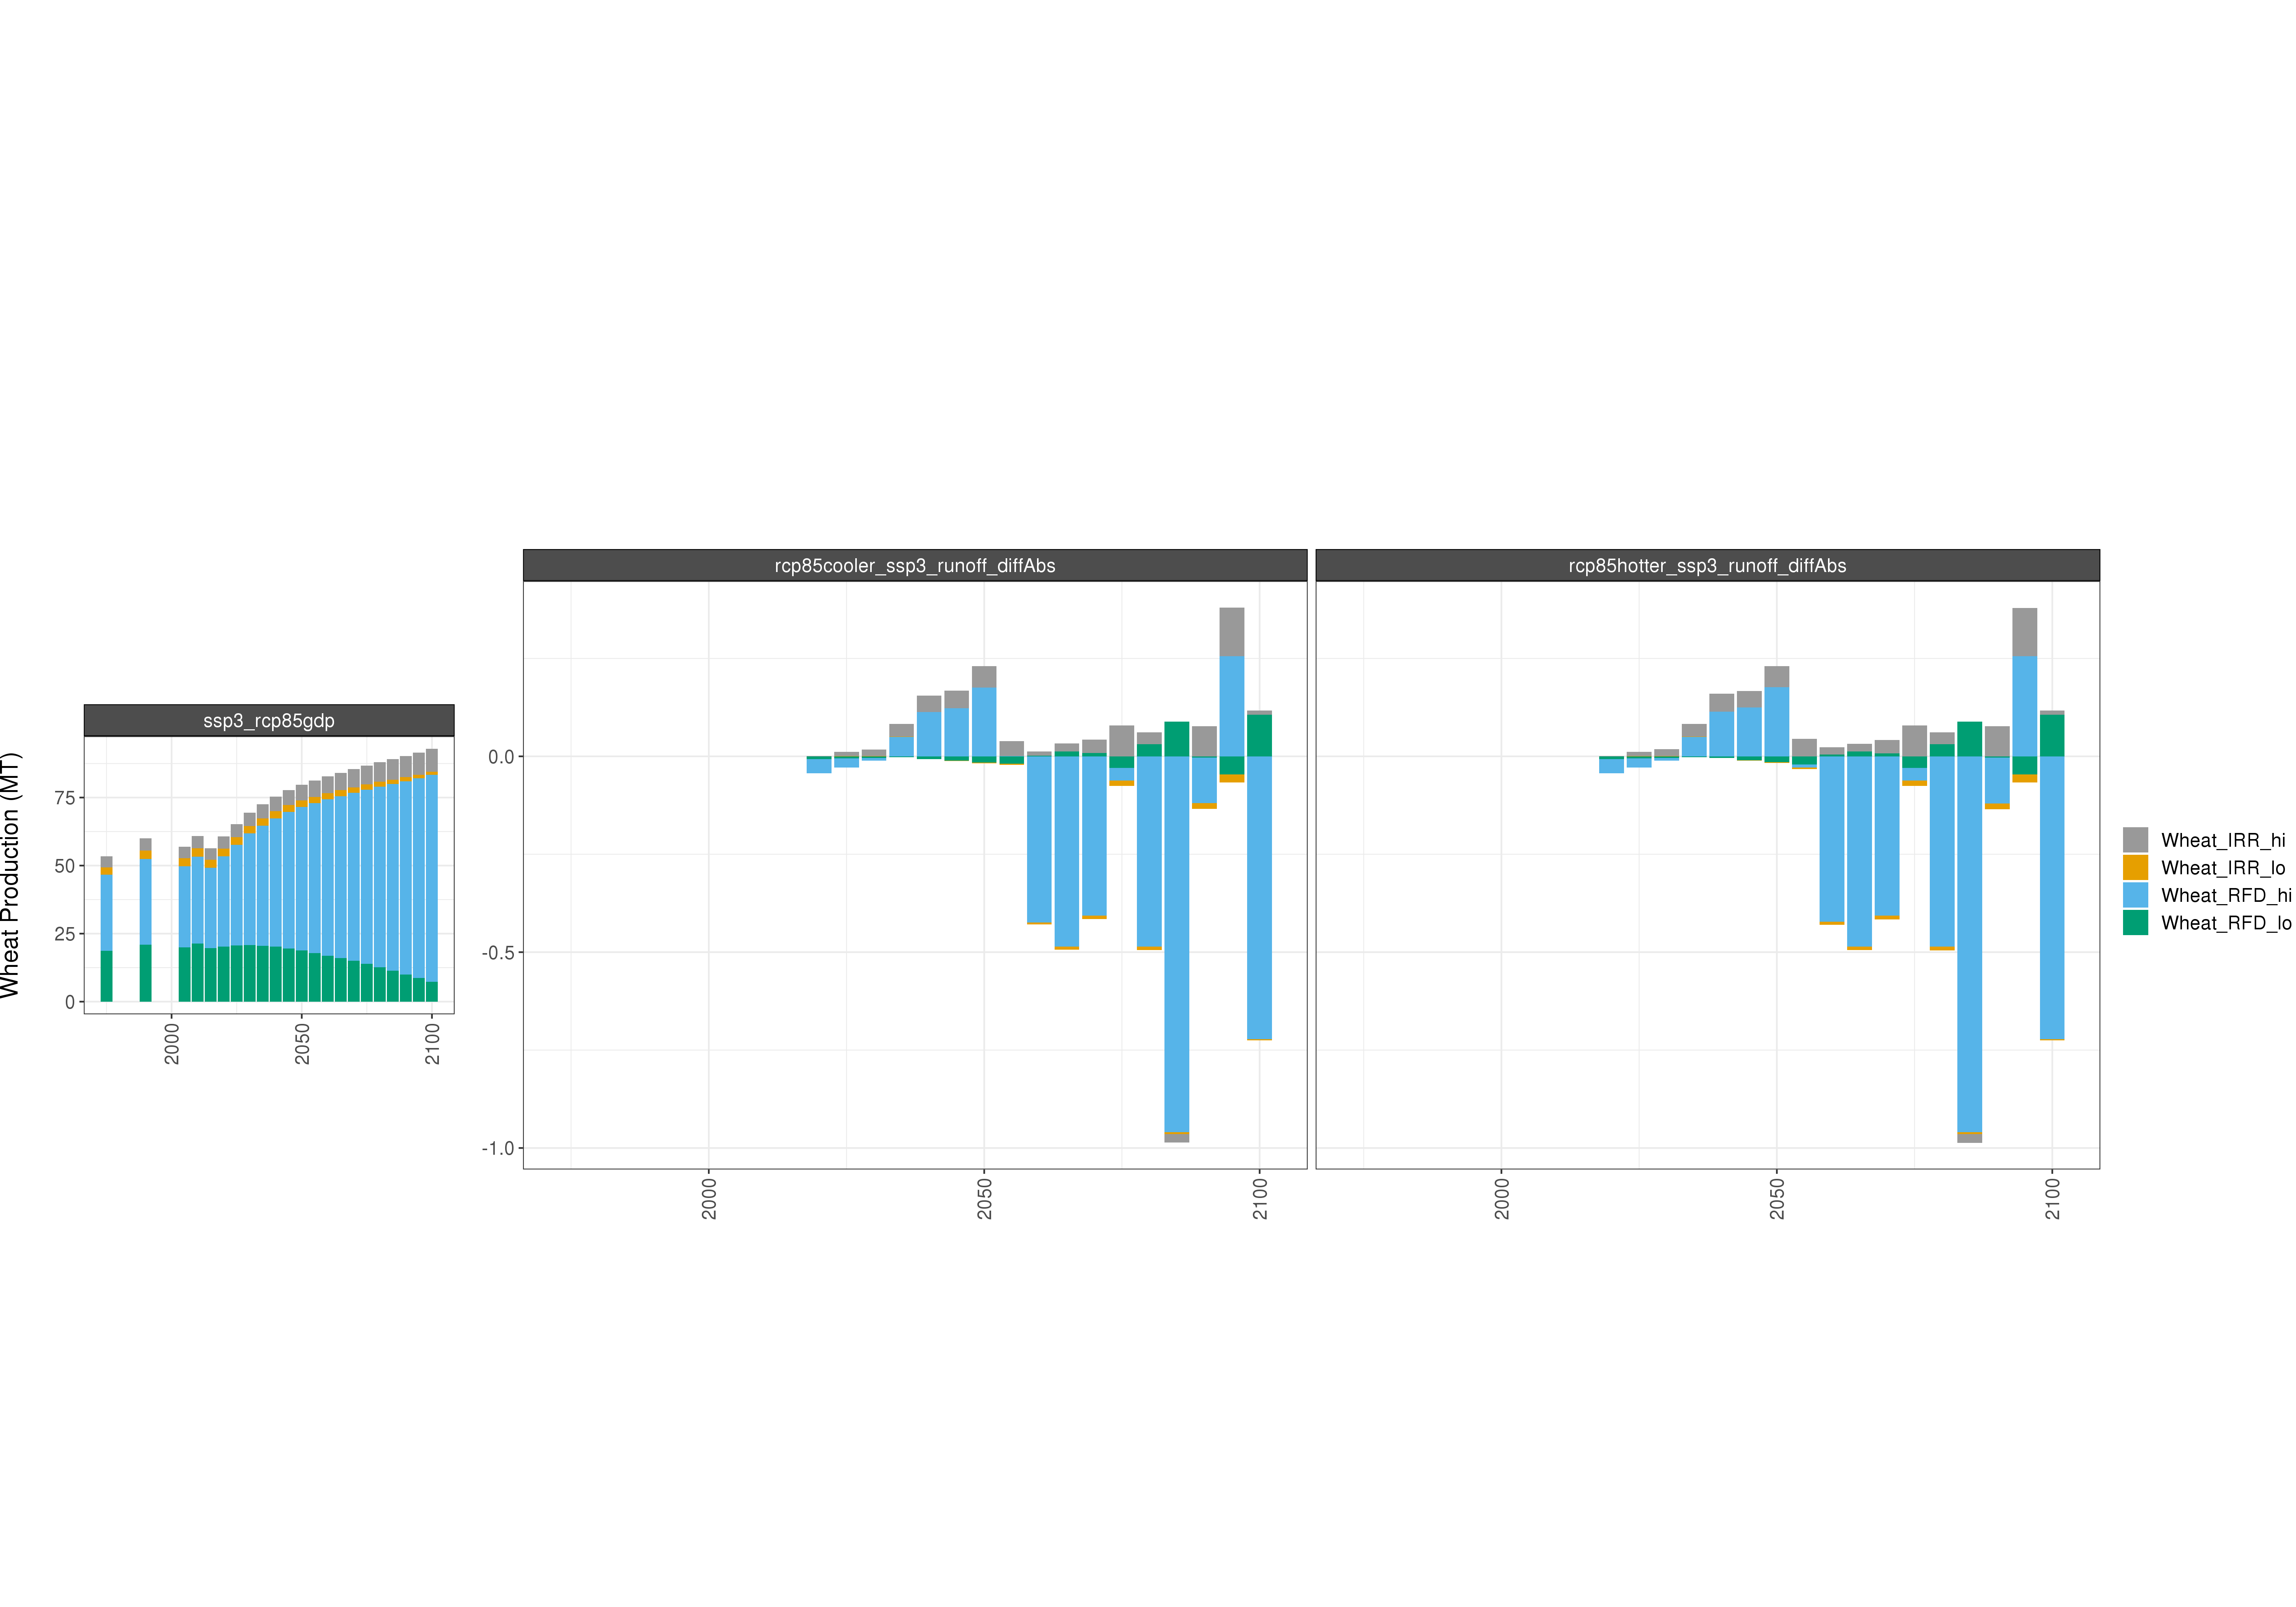 Wheat Production (MT)
ssp3_rcp85gdp
75
50
25
0
2000
2050
2100
rcp85cooler_ssp3_runoff_diffAbs
rcp85hotter_ssp3_runoff_diffAbs
0.0
-0.5
-1.0
2000
2050
2100
2000
2050
2100
Wheat_IRR_hi
Wheat_IRR_lo
Wheat_RFD_hi
Wheat_RFD_lo